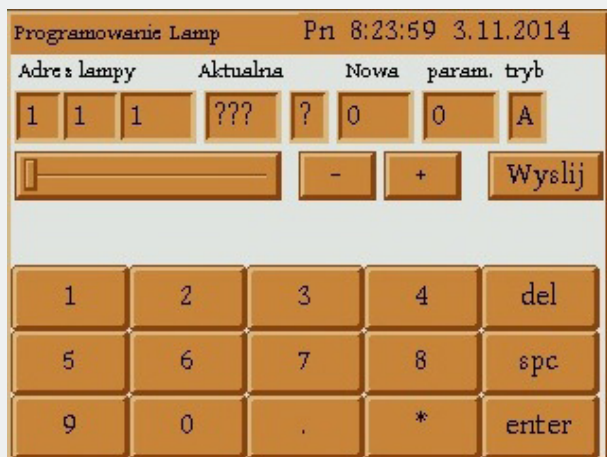 Programowanie Lamp Pn 8:23:59 3.11.2014
Adres lampy Aktualna Nowa param. tryb
1 1 1 ??? ? 0 0 A
- + Wyslij
1 2 3 4 del
5 6 7 8 spc
9 0 . * enter